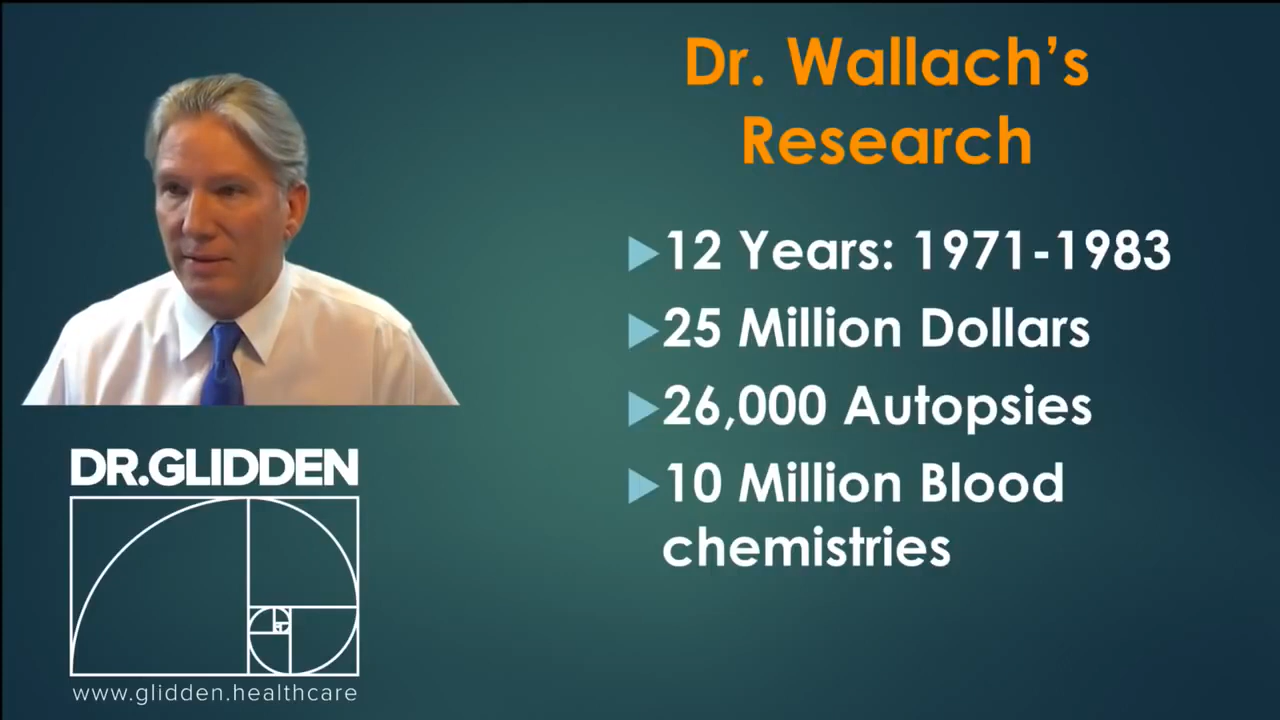 Dr. Wallach’s
Research
12 Years: 1971-1983
25 Million Dollars
26,000 Autopsies
10 Million Blood
chemistries
DR.GLIDDEN
www.glidden.healthcare